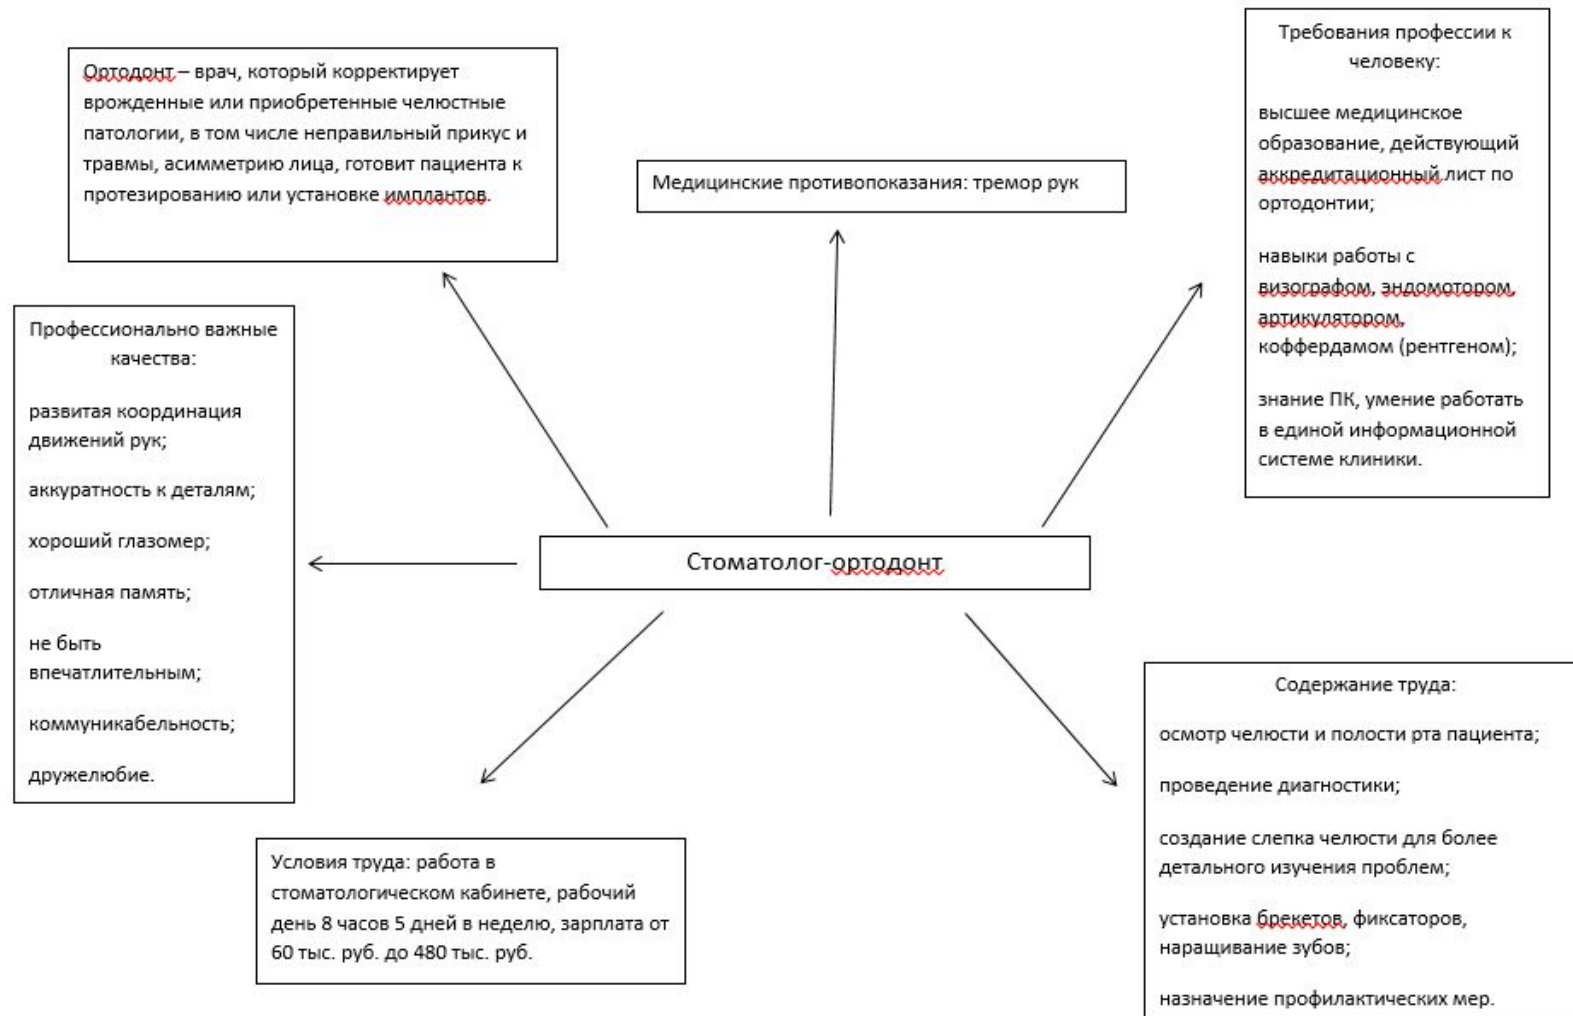 Ортодонт – врач, который корректирует
врожденные или приобретенные челюстные
патологии, в том числе неправильный прикус и
травмы, асимметрию лица, готовит пациента к
протезированию или установке имплантов.
Медицинские противопоказания: тремор рук
Требования профессии к
человеку:
высшее медицинское
образование, действующий
аккредитационный лист по
ортодонтии;
навыки работы с
визографом, эндомотором,
артикулятором,
коффердамом (рентгеном);
знание ПК, умение работать
в единой информационной
системе клиники.
Профессионально важные
качества:
развитая координация
движений рук;
аккуратность к деталям;
хороший глазомер;
отличная память;
не быть
впечатлительным;
коммуникабельность;
дружелюбие.
Стоматолог-ортодонт
Условия труда: работа в
стоматологическом кабинете, рабочий
день 8 часов 5 дней в неделю, зарплата от
60 тыс. руб. до 480 тыс. руб.
Содержание труда:
осмотр челюсти и полости рта пациента;
проведение диагностики;
создание слепка челюсти для более
детального изучения проблем;
установка брекетов, фиксаторов,
наращивание зубов;
назначение профилактических мер.